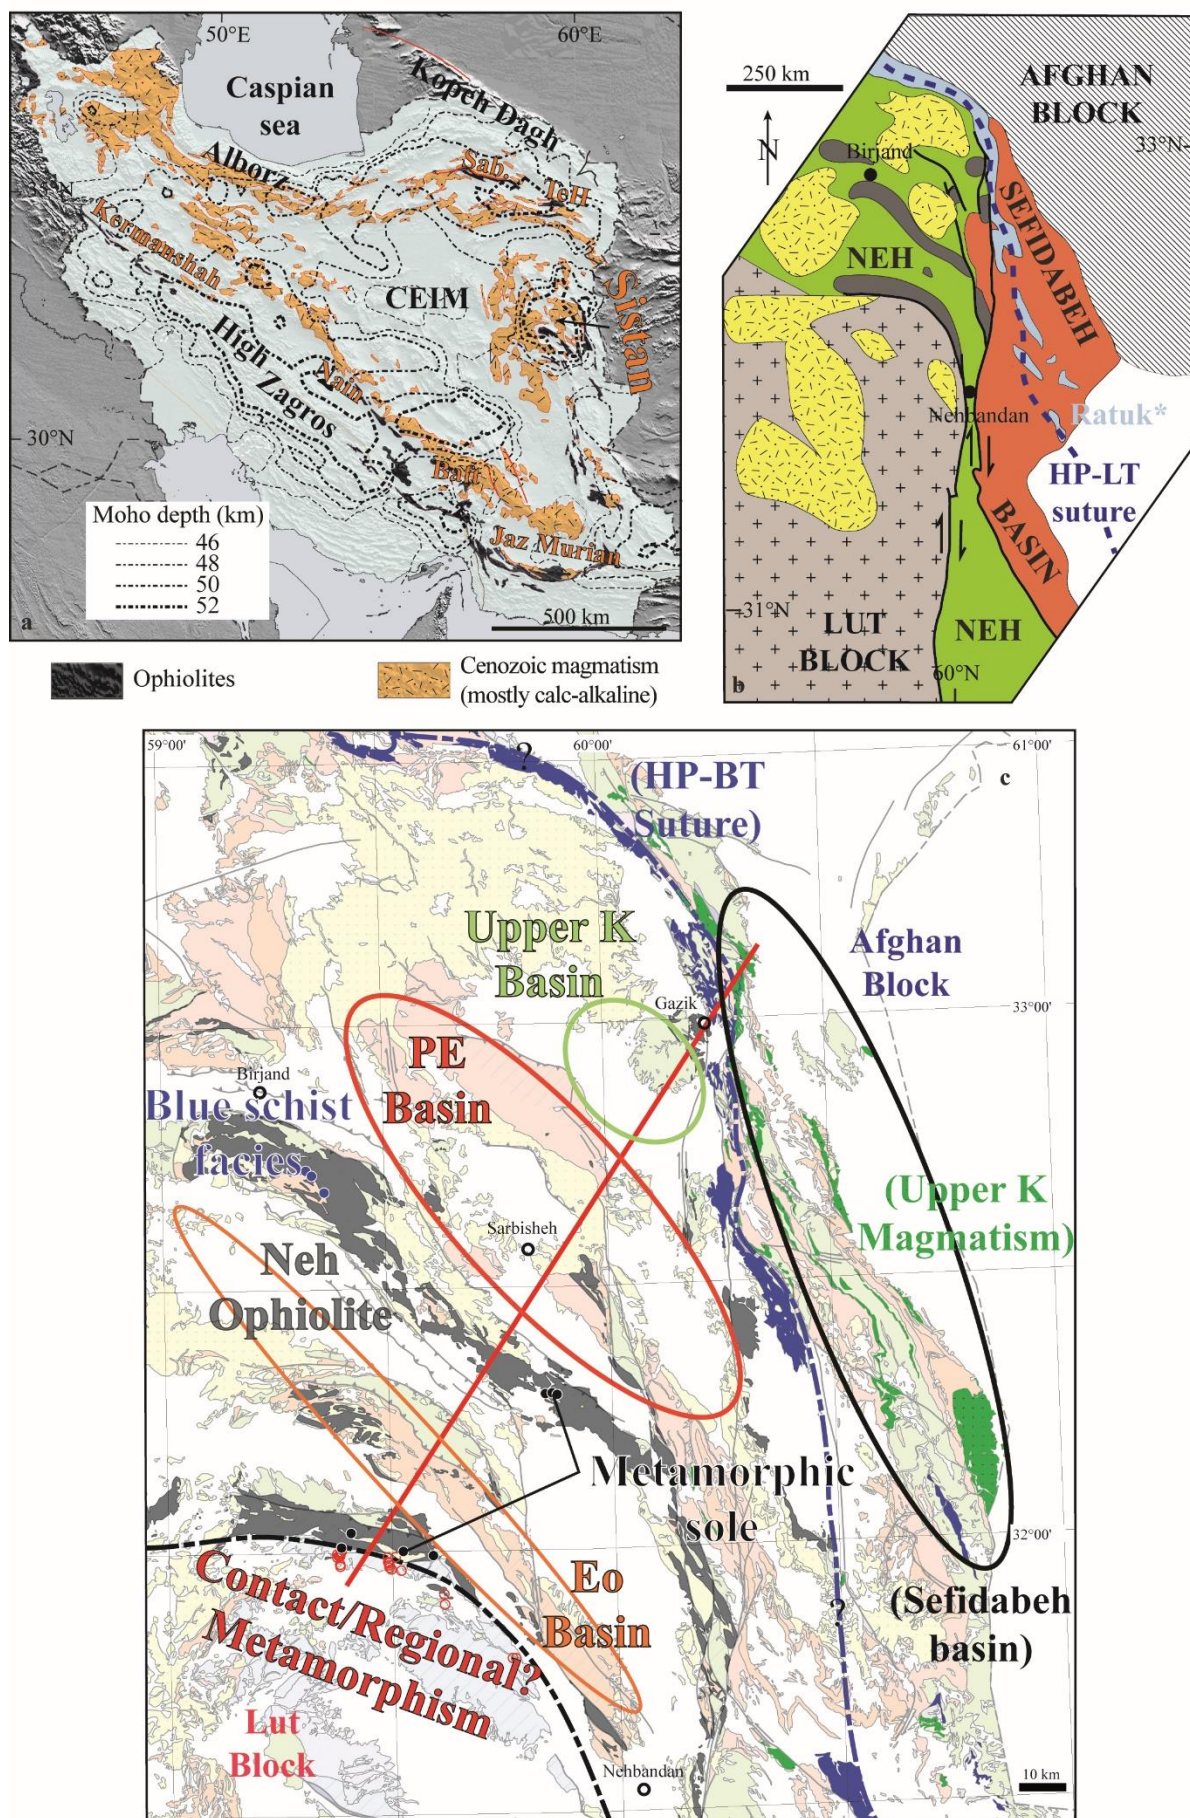 50°E
60°E
Caspian
sea
Kopeh Dagh
Alborz
Sab.
TeH
35°N
Kermanshah
CEIM
Sistan
High
Zagros
Nain
30°N
Baft
Jaz Murian
Moho depth (km)
46
48
50
52
500 km
a
Ophiolites
Cenozoic magmatism
(mostly calc-alkaline)
250 km
N
AFGHAN
BLOCK
33°N
Birjand
SEFIDABEH
NEH
Nehbandan
Ratuk*
HP-LT
suture
BASIN
31°N
LUT
BLOCK
NEH
60°N
b
59°00'
60°00'
61°00'
c
?
(HP-BT
Suture)
Upper K
Basin
Afghan
Block
Gazik
33°00'
PE
Basin
Birjand
Blue schist
facies
(Upper K
Magmatism)
Sarbisheh
Neh
Ophiolite
Metamorphic
sole
32°00'
Contact/Regional?
Metamorphism
Eo
Basin
?
(Sefidabeh
basin)
Lut
Block
Nehbandan
10 km